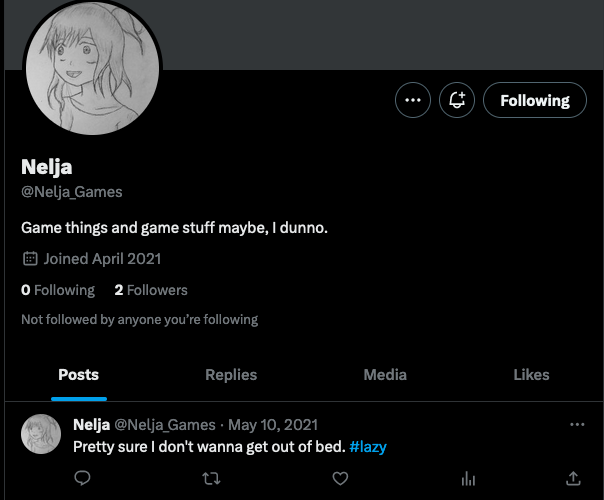 Following
Nelja
@Nelja_Games
Game things and game stuff maybe, I dunno.
Joined April 2021
0 Following 2 Followers
Not followed by anyone you're following
Posts Replies Media Likes
Nelja @Nelja_Games · May 10, 2021
Pretty sure I don't wanna get out of bed. #lazy